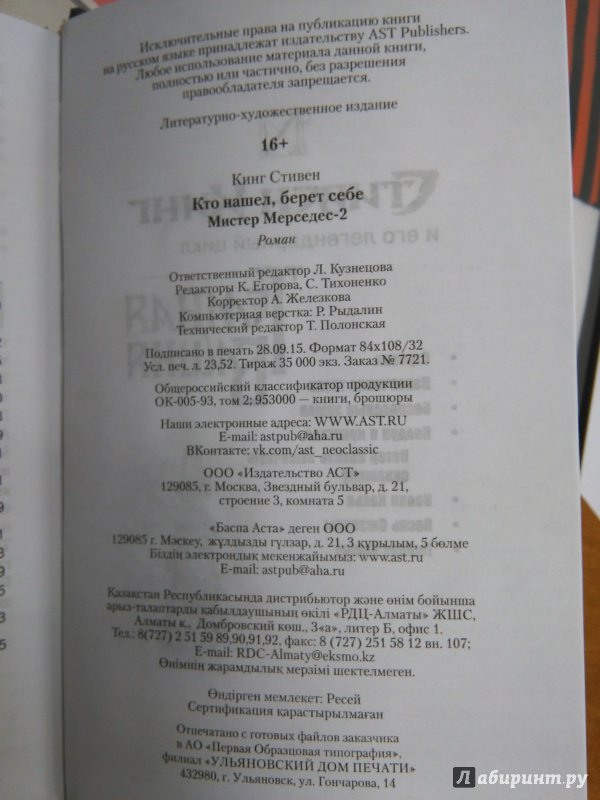 Исключительные права на публикацию книги
на русском языке принадлежат издательству AST Publishers.
Любое использование материала данной книги,
полностью или частично, без разрешения
правообладателя запрещается.
Литературно-художественное издание
16+
Кинг Стивен
Кто нашел, берет себе
Мистер Мерседес-2
Роман
Ответственный редактор Л. Кузнецова
Редакторы К. Егорова, С. Тихоненко
Корректор А. Железкова
Компьютерная верстка: Р. Рыдалин
Технический редактор Т. Полонская
Подписано в печать 28.09.15. Формат 84x108/32
Усл. печ. л. 23,52. Тираж 35 000 экз. Заказ № 7721.
Общероссийский классификатор продукции
ОК-005-93, том 2; 953000 — книги, брошюры
Наши электронные адреса: WWW.AST.RU
E-mail: astpub@aha.ru
ВКонтакте: vk.com/ast_neoclassic
ООО «Издательство АСТ»
129085, г. Москва, Звездный бульвар, д. 21,
строение 3, комната 5
«Баспа Аста» деген ООО
129085 г. Мәскеу, жұлдызды гүлзар, д. 21, 3 құрылым, 5 бөлме
Біздің электрондық мекенжайымыз: www.ast.ru
E-mail: astpub@aha.ru
Қазақстан Республикасында дистрибьютор және өнім бойынша
арыз-талаптарды қабылдаушының өкілі «РДЦ-Алматы» ЖШС,
Алматы к., Домбровский көш., 3«а», литер Б, офис 1.
Тел.: 8(727) 2 51 59 89,90,91,92, факс: 8 (727) 251 58 12 вн. 107;
E-mail: RDC-Almaty@eksmo.kz
Өнімнің жарамдылық мерзімі шектелмеген.
Өндірген мемлекет: Ресей
Сертификация қарастырылмаған
Отпечатано с готовых файлов заказчика
в АО «Первая Образцовая типография»,
филиал «УЛЬЯНОВСКИЙ ДОМ ПЕЧАТИ»
432980, г. Ульяновск, ул. Гончарова, 14
Лабиринт.ру